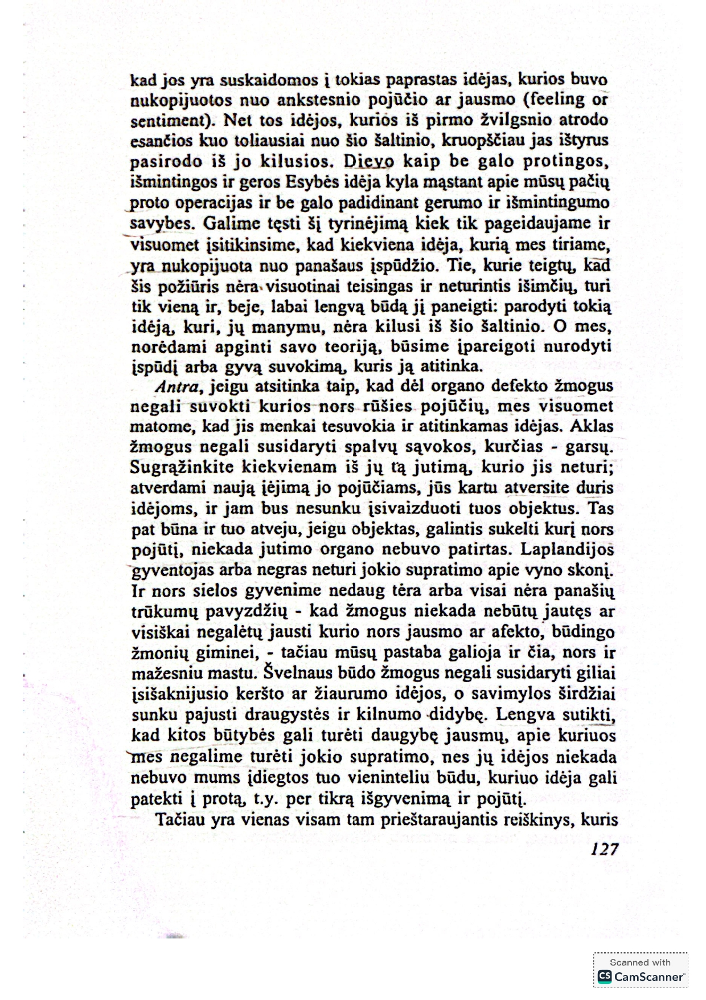 kad jos yra suskaidomos į tokias paprastas idėjas, kurios buvo
nukopijuotos nuo ankstesnio pojūčio ar jausmo (feeling or
sentiment). Net tos idėjos, kurios iš pirmo žvilgsnio atrodo
esančios kuo toliausiai nuo šio šaltinio, kruopščiau jas ištyrus
pasirodo iš jo kilusios. Dievo kaip be galo protingos,
išmintingos ir geros Esybės idėja kyla mąstant apie mūsų pačių
proto operacijas ir be galo padidinant gerumo ir išmintingumo
savybes. Galime tęsti šį tyrinėjimą kiek tik pageidaujame ir
visuomet įsitikinsime, kad kiekviena idėja, kurią mes tiriame,
yra nukopijuota nuo panašaus įspūdžio. Tie, kurie teigtų, kad
šis požiūris nėra visuotinai teisingas ir neturintis išimčių, turi
tik vieną ir, beje, labai lengvą būdą jį paneigti: parodyti tokią
idėją, kuri, jų manymu, nėra kilusi iš šio šaltinio. O mes,
norėdami apginti savo teoriją, būsime įpareigoti nurodyti
įspūdį arba gyvą suvokimą, kuris ją atitinka.
Antra, jeigu atsitinka taip, kad dėl organo defekto žmogus
negali suvokti kurios nors rūšies pojūčių, mes visuomet
matome, kad jis menkai tesuvokia ir atitinkamas idėjas. Aklas
žmogus negali susidaryti spalvų sąvokos, kurčias - garsų.
Sugrąžinkite kiekvienam iš jų tą jutimą, kurio jis neturi;
atverdami naują įėjimą jo pojūčiams, jūs kartu atversite duris
idėjoms, ir jam bus nesunku įsivaizduoti tuos objektus. Tas
pat būna ir tuo atveju, jeigu objektas, galintis sukelti kurį nors
pojūtį, niekada jutimo organo nebuvo patirtas. Laplandijos
gyventojas arba negras neturi jokio supratimo apie vyno skonį.
Ir nors sielos gyvenime nedaug tėra arba visai nėra panašių
trūkumų pavyzdžių - kad žmogus niekada nebūtų jautęs ar
visiškai negalėtų jausti kurio nors jausmo ar afekto, būdingo
žmonių giminei, - tačiau mūsų pastaba galioja ir čia, nors ir
mažesniu mastu. Švelnaus būdo žmogus negali susidaryti giliai
įsišaknijusio keršto ar žiaurumo idėjos, o savimylos širdžiai
sunku pajusti draugystės ir kilnumo didybę. Lengva sutikti,
kad kitos būtybės gali turėti daugybę jausmų, apie kuriuos
mes negalime turėti jokio supratimo, nes jų idėjos niekada
nebuvo mums įdiegtos tuo vieninteliu būdu, kuriuo idėja gali
patekti į protą, t.y. per tikrą išgyvenimą ir pojūtį.
Tačiau yra vienas visam tam prieštaraujantis reiškinys, kuris
127
Scanned with
CS CamScanner